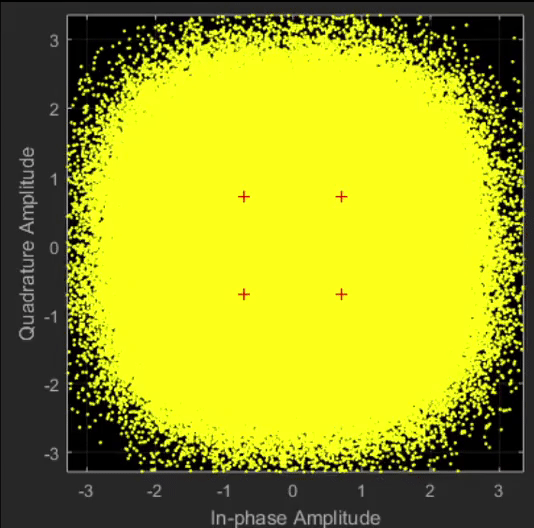 3
2
1
0
-1
-2
-3
Quadrature Amplitude
-3 -2 -1 0 1 2 3
In-phase Amplitude